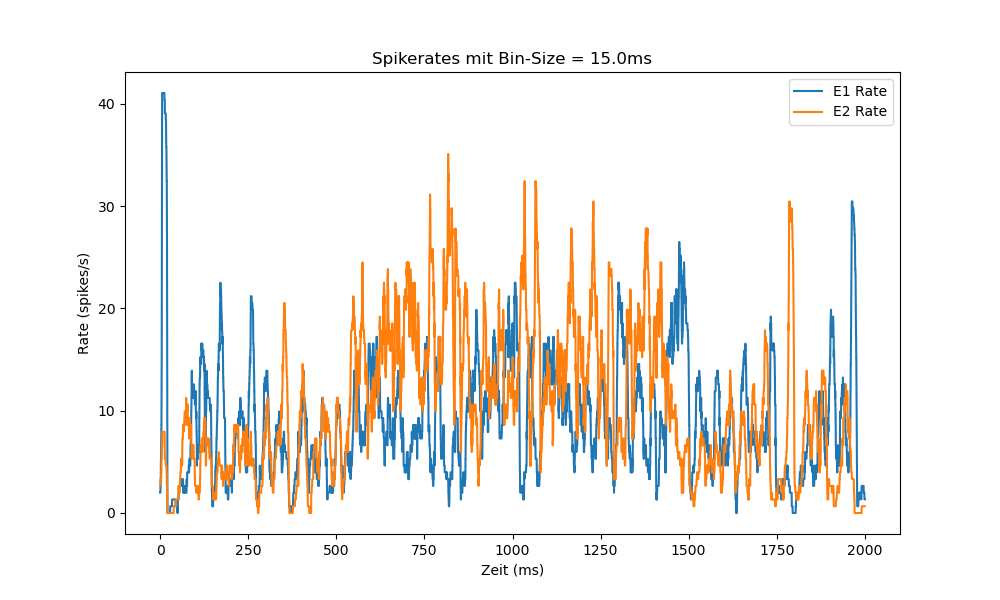 Spikerates mit Bin-Size = 15.0ms
E1 Rate
E2 Rate
40
30
20
10
0
Rate (spikes/s)
0 250 500 750 1000 1250 1500 1750 2000
Zeit (ms)